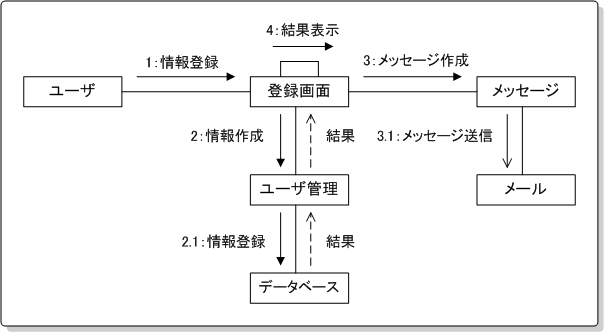 4：結果表示
1：情報登録
3：メッセージ作成
ユーザ
登録画面
メッセージ
2：情報作成
結果
3.1：メッセージ送信
ユーザ管理
メール
2.1：情報登録
結果
データベース